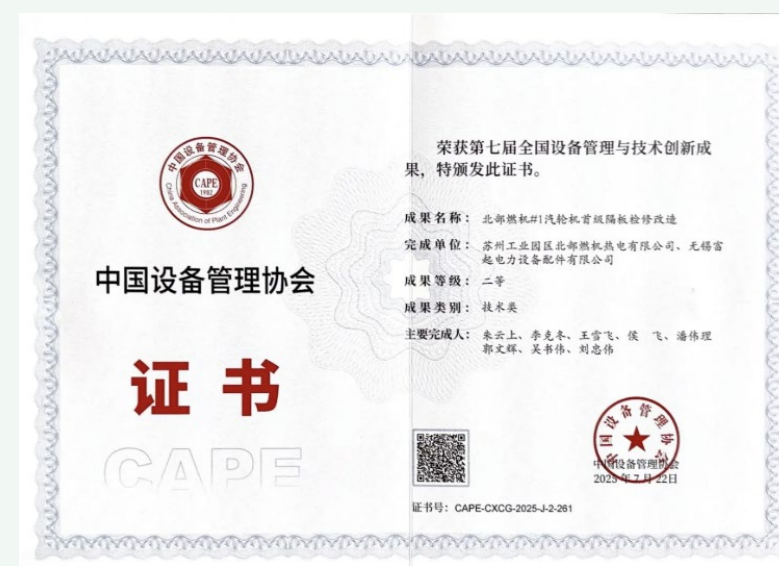 中国设备管理协会
CAPE
1982
China Association of Plant Engineering
中国设备管理协会
证书
CAPE
荣获第七届全国设备管理与技术创新成
果，特颁发此证书。
成果名称：北部燃机#1汽轮机首级隔板检修改造
完成单位：苏州工业园区北部燃机热电有限公司、无锡富
起电力设备配件有限公司
成果等级：二等
成果类别：技术类
主要完成人：朱云上、李克冬、王雪飞、侯 飞、潘伟理
郭文辉、吴书伟、刘忠伟
中国设备管理协会
中国设备管理协会
2025年7月22日
证书号：CAPE-CXCG-2025-J-2-261